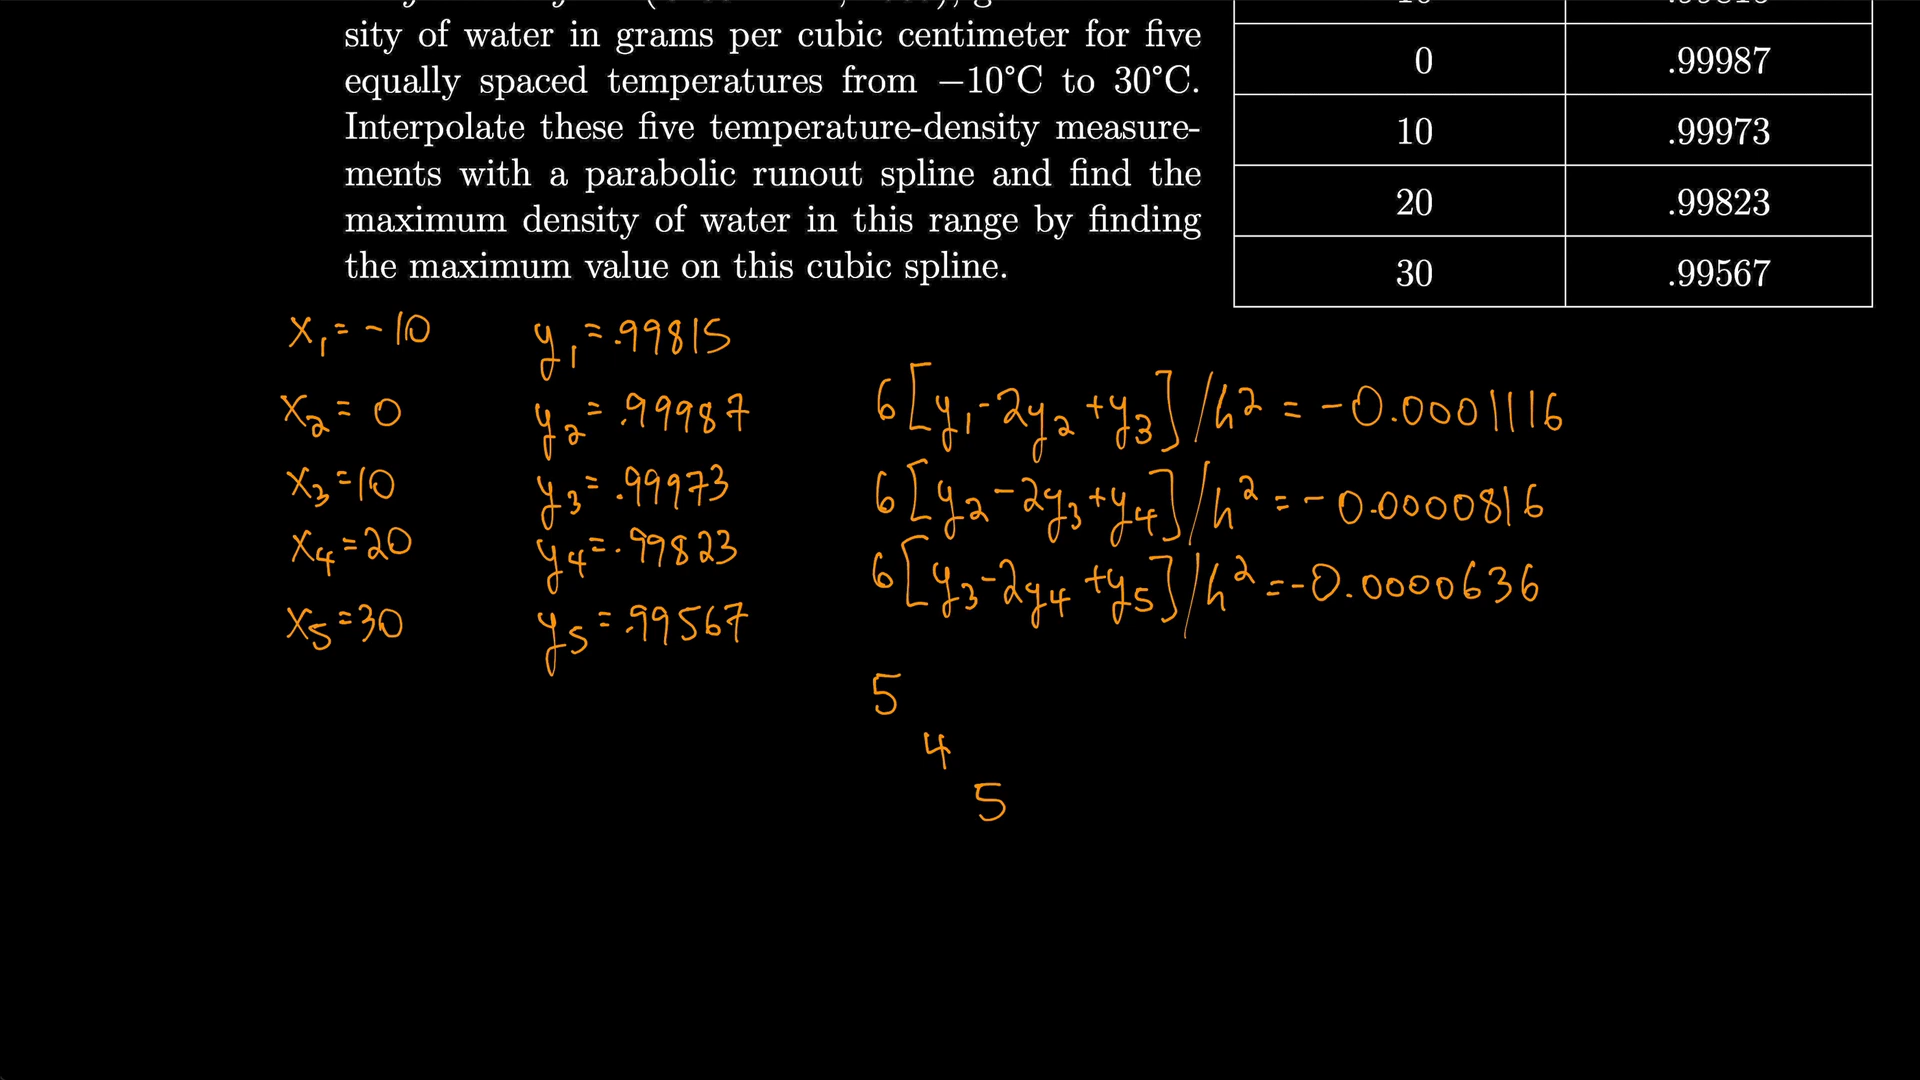 sity of water in grams per cubic centimeter for five
equally spaced temperatures from −10°C to 30°C.
Interpolate these five temperature-density measure-
ments with a parabolic runout spline and find the
maximum density of water in this range by finding
the maximum value on this cubic spline.
0 .99987
10 .99973
20 .99823
30 .99567
x₁ = -10 y₁ = .99815
x₂ = 0 y₂ = .99987
x₃ = 10 y₃ = .99973
x₄ = 20 y₄ = .99823
x₅ = 30 y₅ = .99567
6[y₁ - 2y₂ + y₃]/h² = -0.0001116
6[y₂ - 2y₃ + y₄]/h² = -0.0000816
6[y₃ - 2y₄ + y₅]/h² = -0.0000636
5
4
5